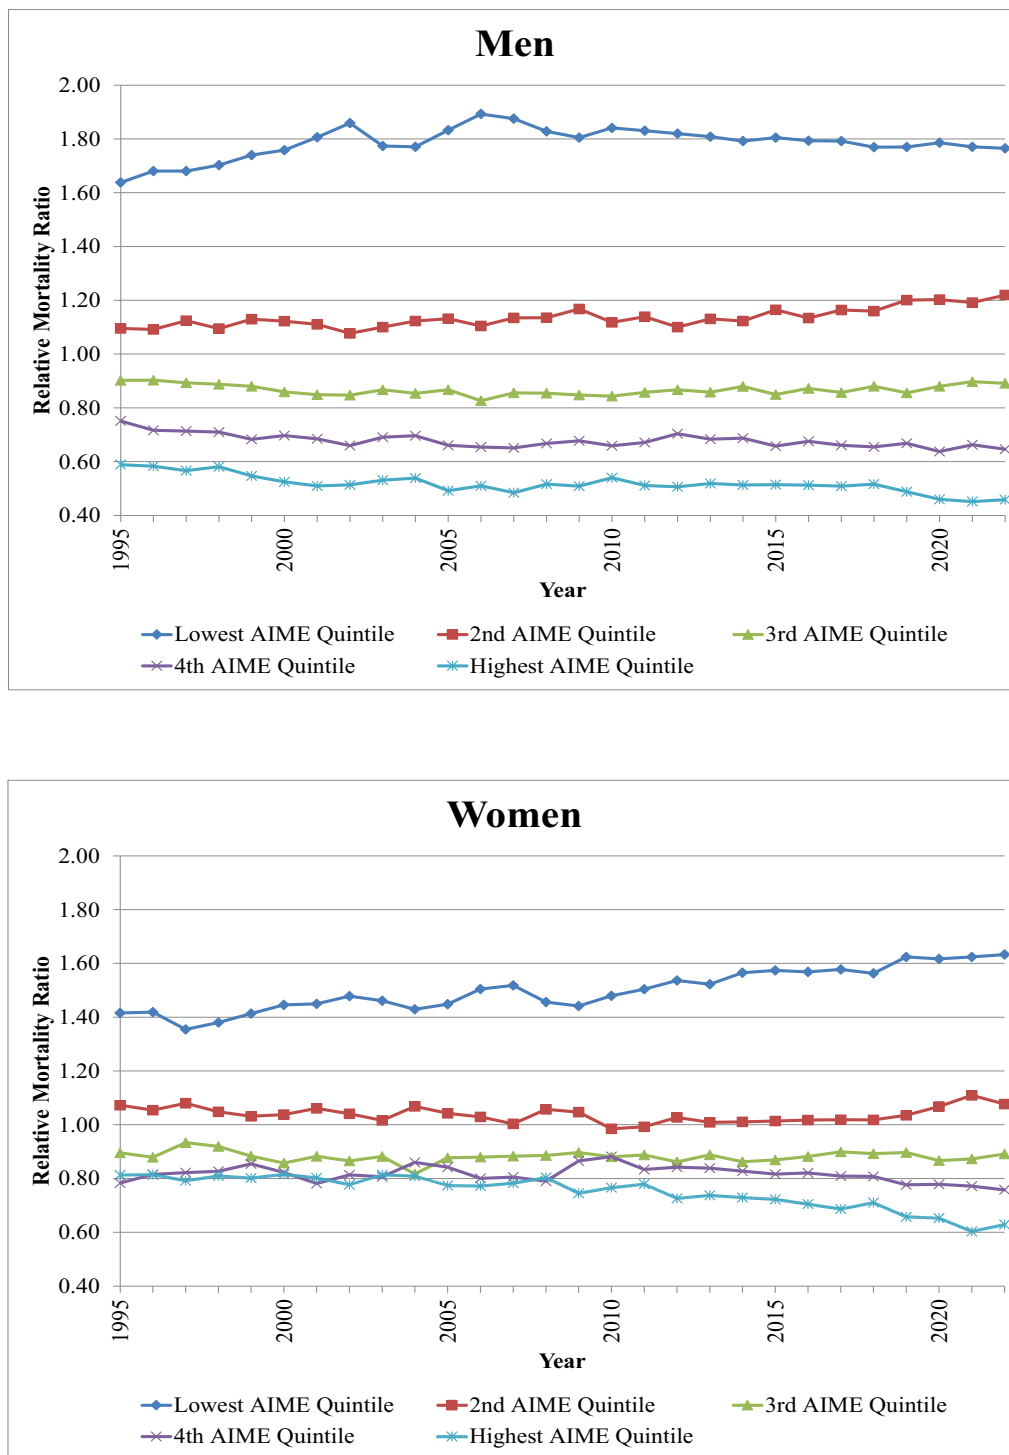 Men
2.00
1.80
1.60
1.40
1.20
1.00
0.80
0.60
0.40
Relative Mortality Ratio
1995
2000
2005
2010
2015
2020
Year
Lowest AIME Quintile
2nd AIME Quintile
3rd AIME Quintile
4th AIME Quintile
Highest AIME Quintile
Women
2.00
1.80
1.60
1.40
1.20
1.00
0.80
0.60
0.40
Relative Mortality Ratio
1995
2000
2005
2010
2015
2020
Year
Lowest AIME Quintile
2nd AIME Quintile
3rd AIME Quintile
4th AIME Quintile
Highest AIME Quintile